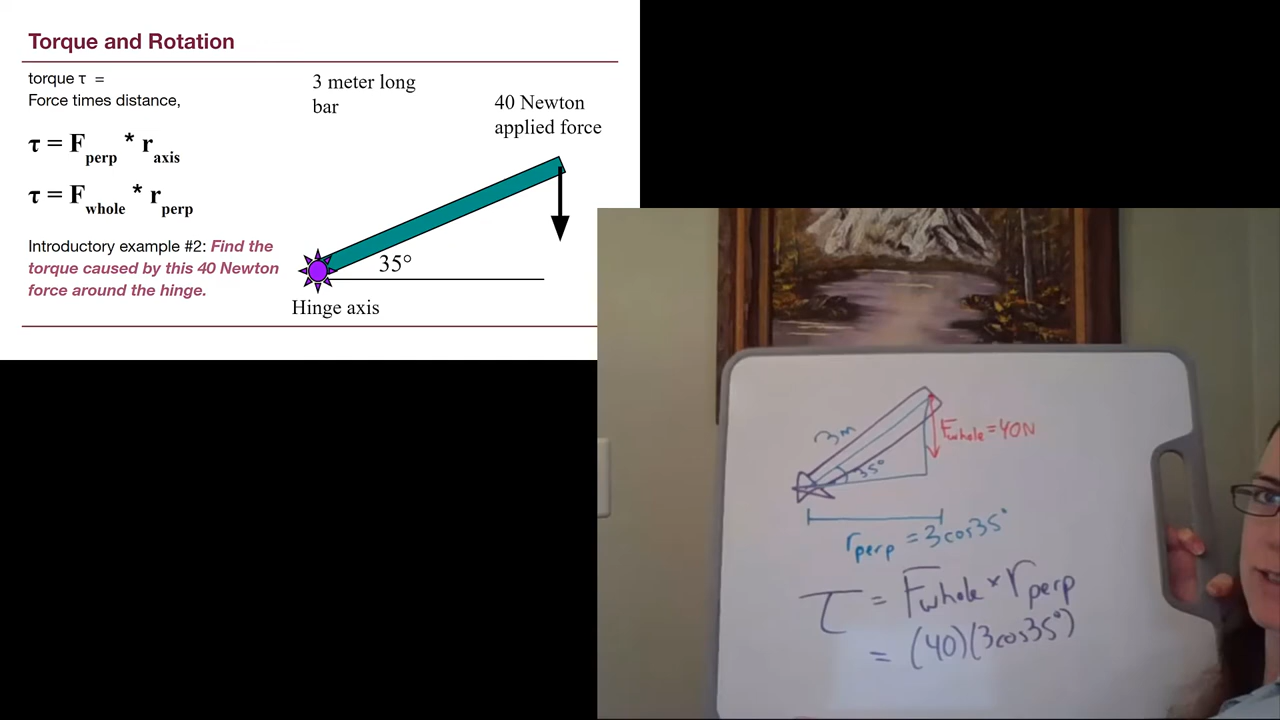 Torque and Rotation
torque τ =
Force times distance,
τ = F_perp * r_axis
τ = F_whole * r_perp
Introductory example #2: Find the
torque caused by this 40 Newton
force around the hinge.
3 meter long
bar
40 Newton
applied force
35°
Hinge axis
3m
F_whole = 40N
35°
r_perp = 3cos35°
τ = F_whole × r_perp
= (40)(3cos35°)